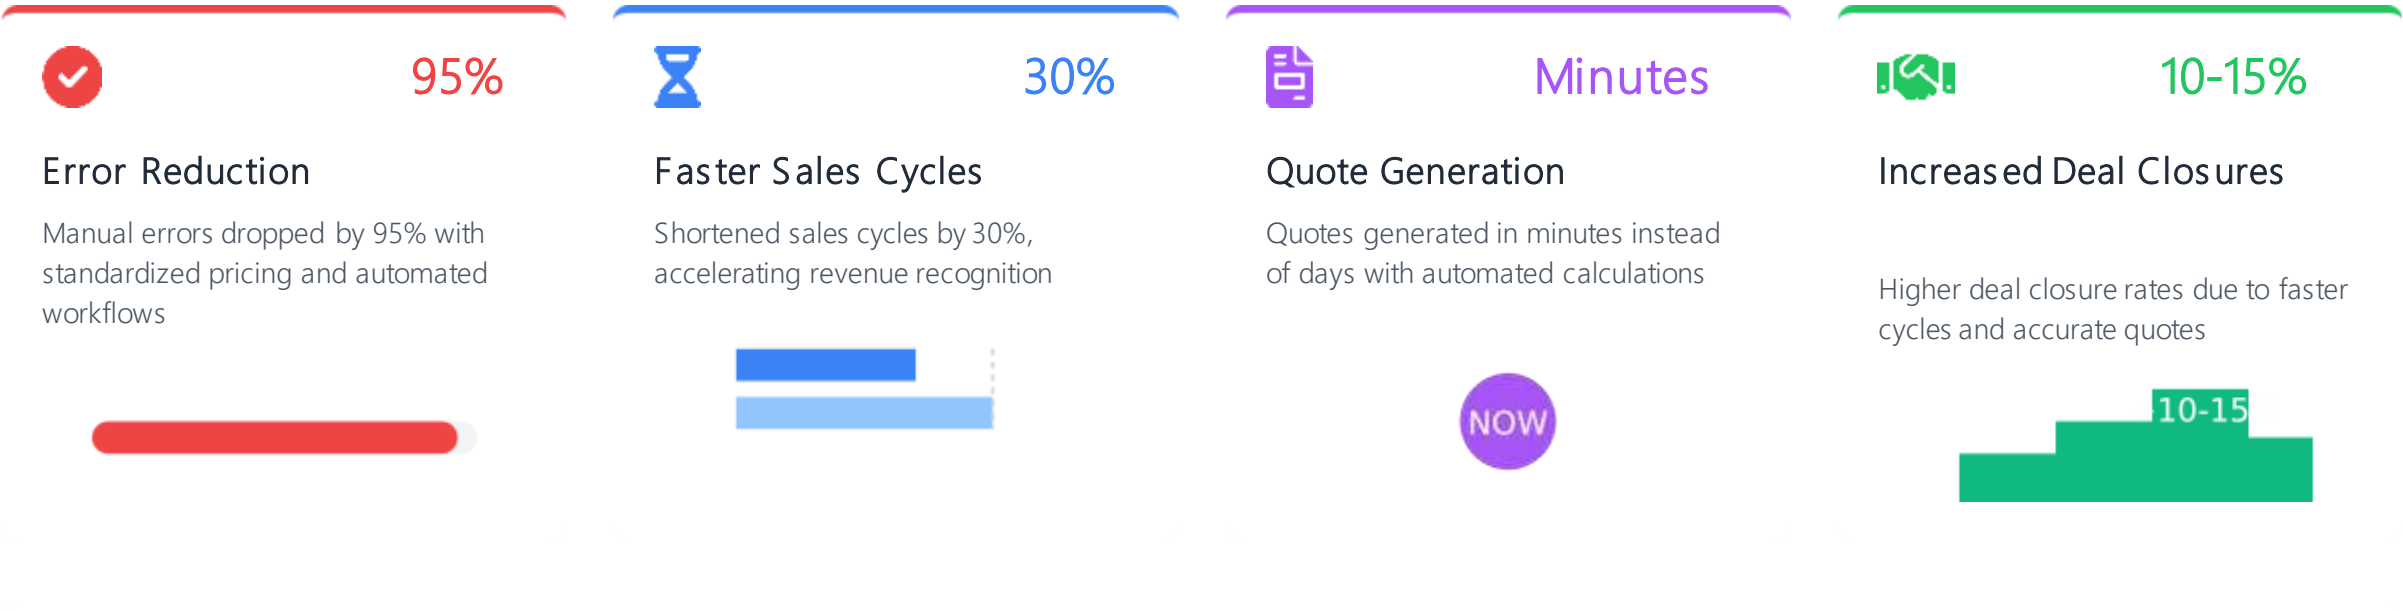 95%
Error Reduction
Manual errors dropped by 95% with
standardized pricing and automated
workflows
30%
Faster Sales Cycles
Shortened sales cycles by 30%,
accelerating revenue recognition
Minutes
Quote Generation
Quotes generated in minutes instead
of days with automated calculations
NOW
10-15%
Increased Deal Closures
Higher deal closure rates due to faster
cycles and accurate quotes
10-15